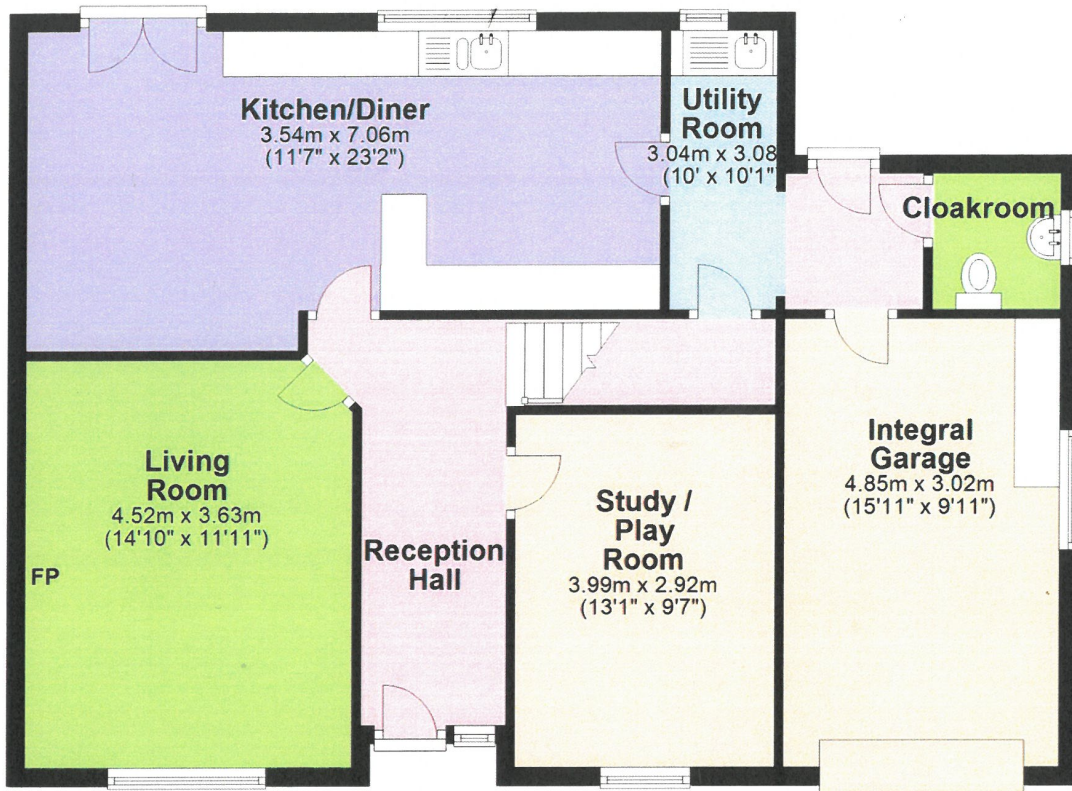 Kitchen/Diner
3.54m x 7.06m
(11'7" x 23'2")
Utility
Room
3.04m x 3.08
(10' x 10'1"
Cloakroom
Living
Room
4.52m x 3.63m
(14'10" x 11'11")
FP
Reception
Hall
Study /
Play
Room
3.99m x 2.92m
(13'1" x 9'7")
Integral
Garage
4.85m x 3.02m
(15'11" x 9'11")